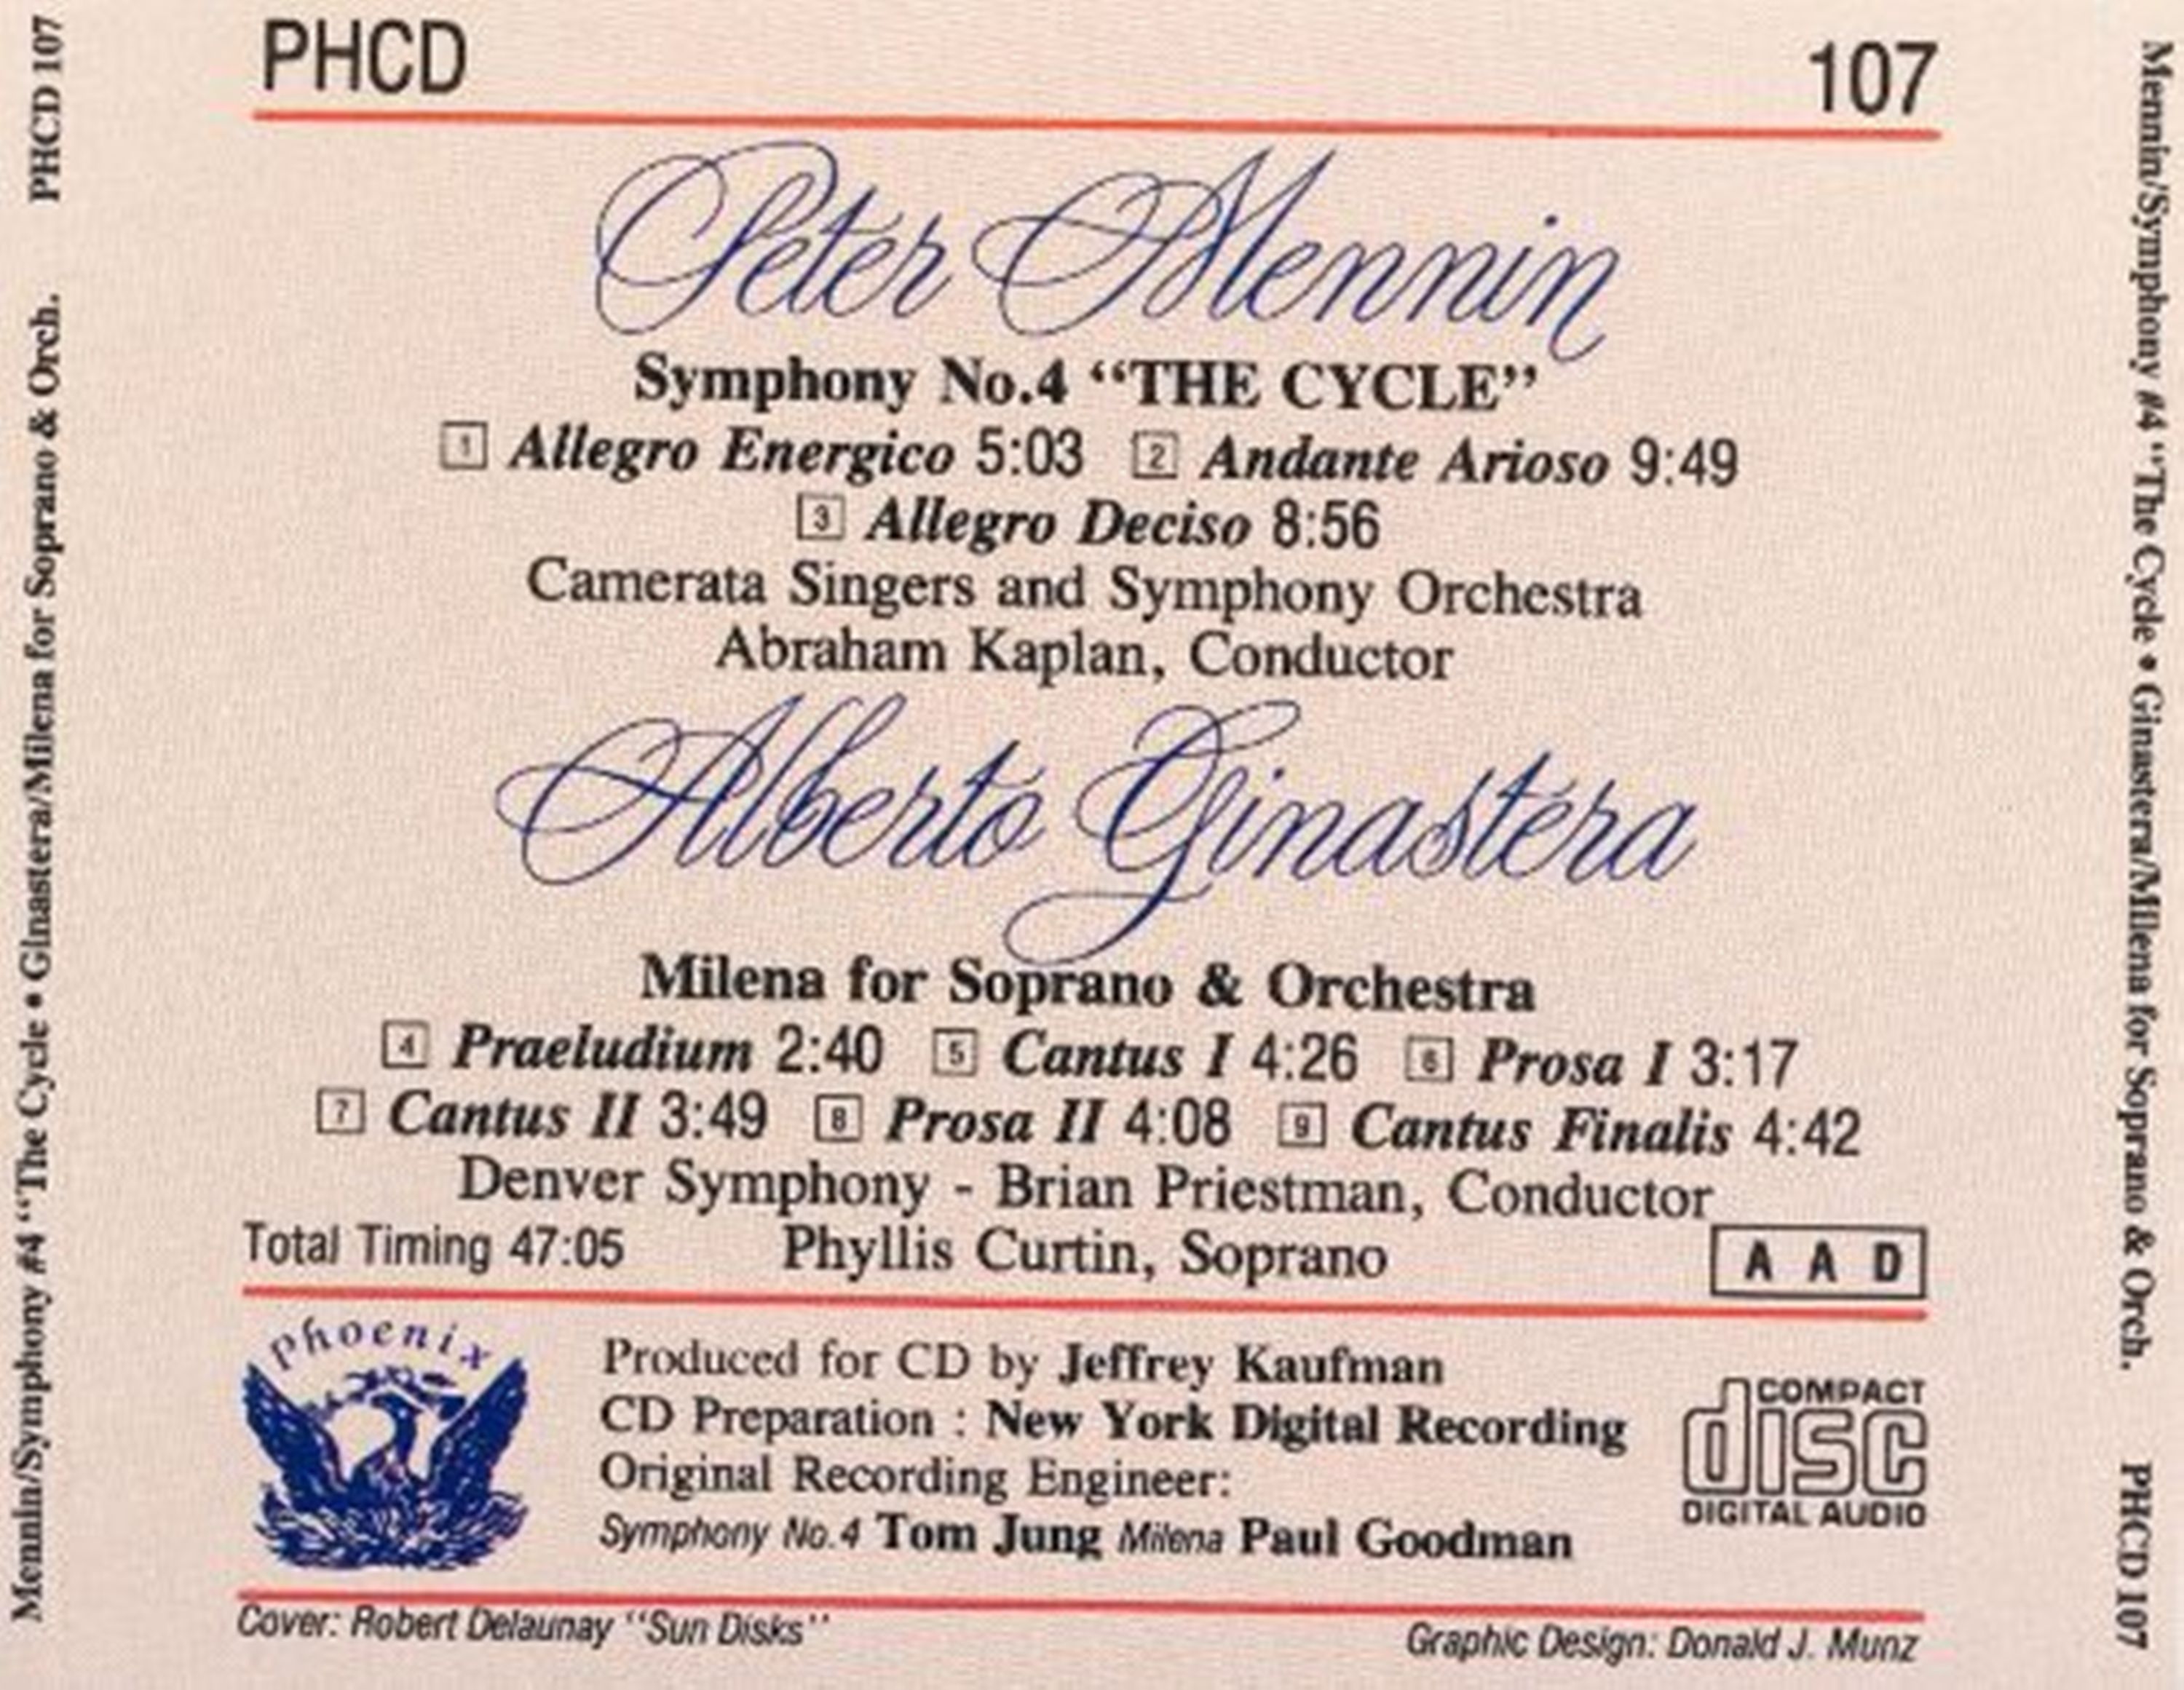 PHCD 107
Peter Mennin
Symphony No.4 “THE CYCLE”
1 Allegro Energico 5:03 2 Andante Arioso 9:49
3 Allegro Deciso 8:56
Camerata Singers and Symphony Orchestra
Abraham Kaplan, Conductor
Alberto Ginastera
Milena for Soprano & Orchestra
4 Praeludium 2:40 5 Cantus I 4:26 6 Prosa I 3:17
7 Cantus II 3:49 8 Prosa II 4:08 9 Cantus Finalis 4:42
Denver Symphony - Brian Priestman, Conductor
Total Timing 47:05 Phyllis Curtin, Soprano A A D
Phoenix
Produced for CD by Jeffrey Kaufman
CD Preparation : New York Digital Recording
Original Recording Engineer:
Symphony No.4 Tom Jung Milena Paul Goodman
COMPACT
disc
DIGITAL AUDIO
Cover: Robert Delaunay “Sun Disks”
Graphic Design: Donald J. Munz
Mennin/Symphony #4 “The Cycle • Ginastera/Milena for Soprano & Orch. PHCD 107
Mennin/Symphony #4 “The Cycle • Ginastera/Milena for Soprano & Orch. PHCD 107